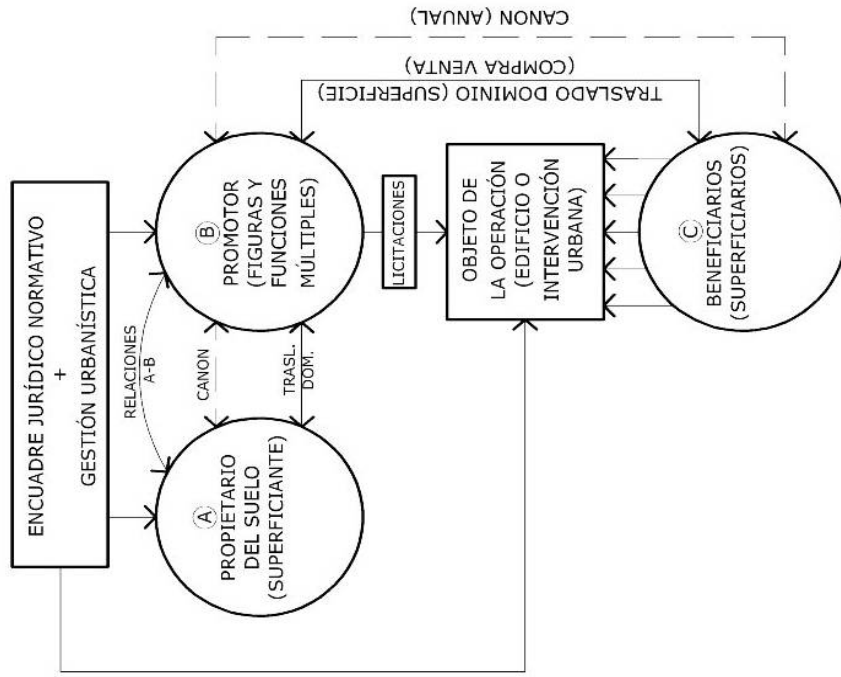 ENCUADRE JURÍDICO NORMATIVO
+
GESTIÓN URBANÍSTICA
RELACIONES
A-B
A
PROPIETARIO
DEL SUELO
(SUPERFICIANTE)
CANON
TRASL.
DOM.
B
PROMOTOR
(FIGURAS Y
FUNCIONES
MÚLTIPLES)
LICITACIONES
OBJETO DE
LA OPERACIÓN
(EDIFICIO O
INTERVENCIÓN
URBANA)
C
BENEFICIARIOS
(SUPERFICIARIOS)
TRASLADO DOMINIO (SUPERFICIE)
(COMPRA VENTA)
CANON (ANUAL)